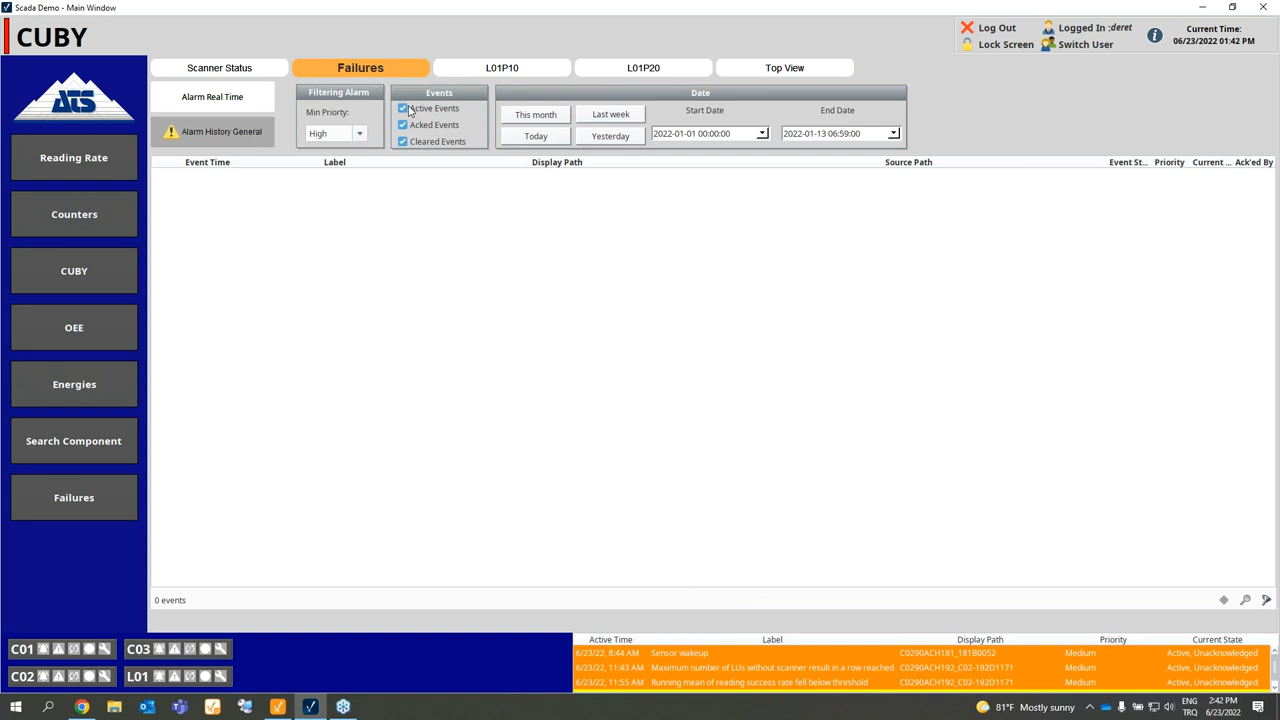 Scada Demo - Main Window
CUBY
Log Out
Logged In :deret
Lock Screen
Switch User
Current Time:
06/23/2022 01:42 PM
ATS
Reading Rate
Counters
CUBY
OEE
Energies
Search Component
Failures
Scanner Status
Failures
L01P10
L01P20
Top View
Alarm Real Time
Alarm History General
Filtering Alarm
Min Priorty:
High
Events
Active Events
Acked Events
Cleared Events
Date
This month
Last week
Today
Yesterday
Start Date
End Date
2022-01-01 00:00:00
2022-01-13 06:59:00
Event Time Label Display Path Source Path Event St... Priority Current ... Ack'ed By
0 events
C01
C03
C02
L01
Active Time Label Display Path Priority Current State
6/23/22, 8:44 AM Sensor wakeup C0290ACH181_181B0052 Medium Active, Unacknowledged
6/23/22, 11:43 AM Maximum number of LUs without scanner result in a row reached C0290ACH192_C02-192D1171 Medium Active, Unacknowledged
6/23/22, 11:55 AM Running mean of reading success rate fell below threshold C0290ACH192_C02-192D1171 Medium Active, Unacknowledged
81°F Mostly sunny
ENG
TRQ
2:42 PM
6/23/2022